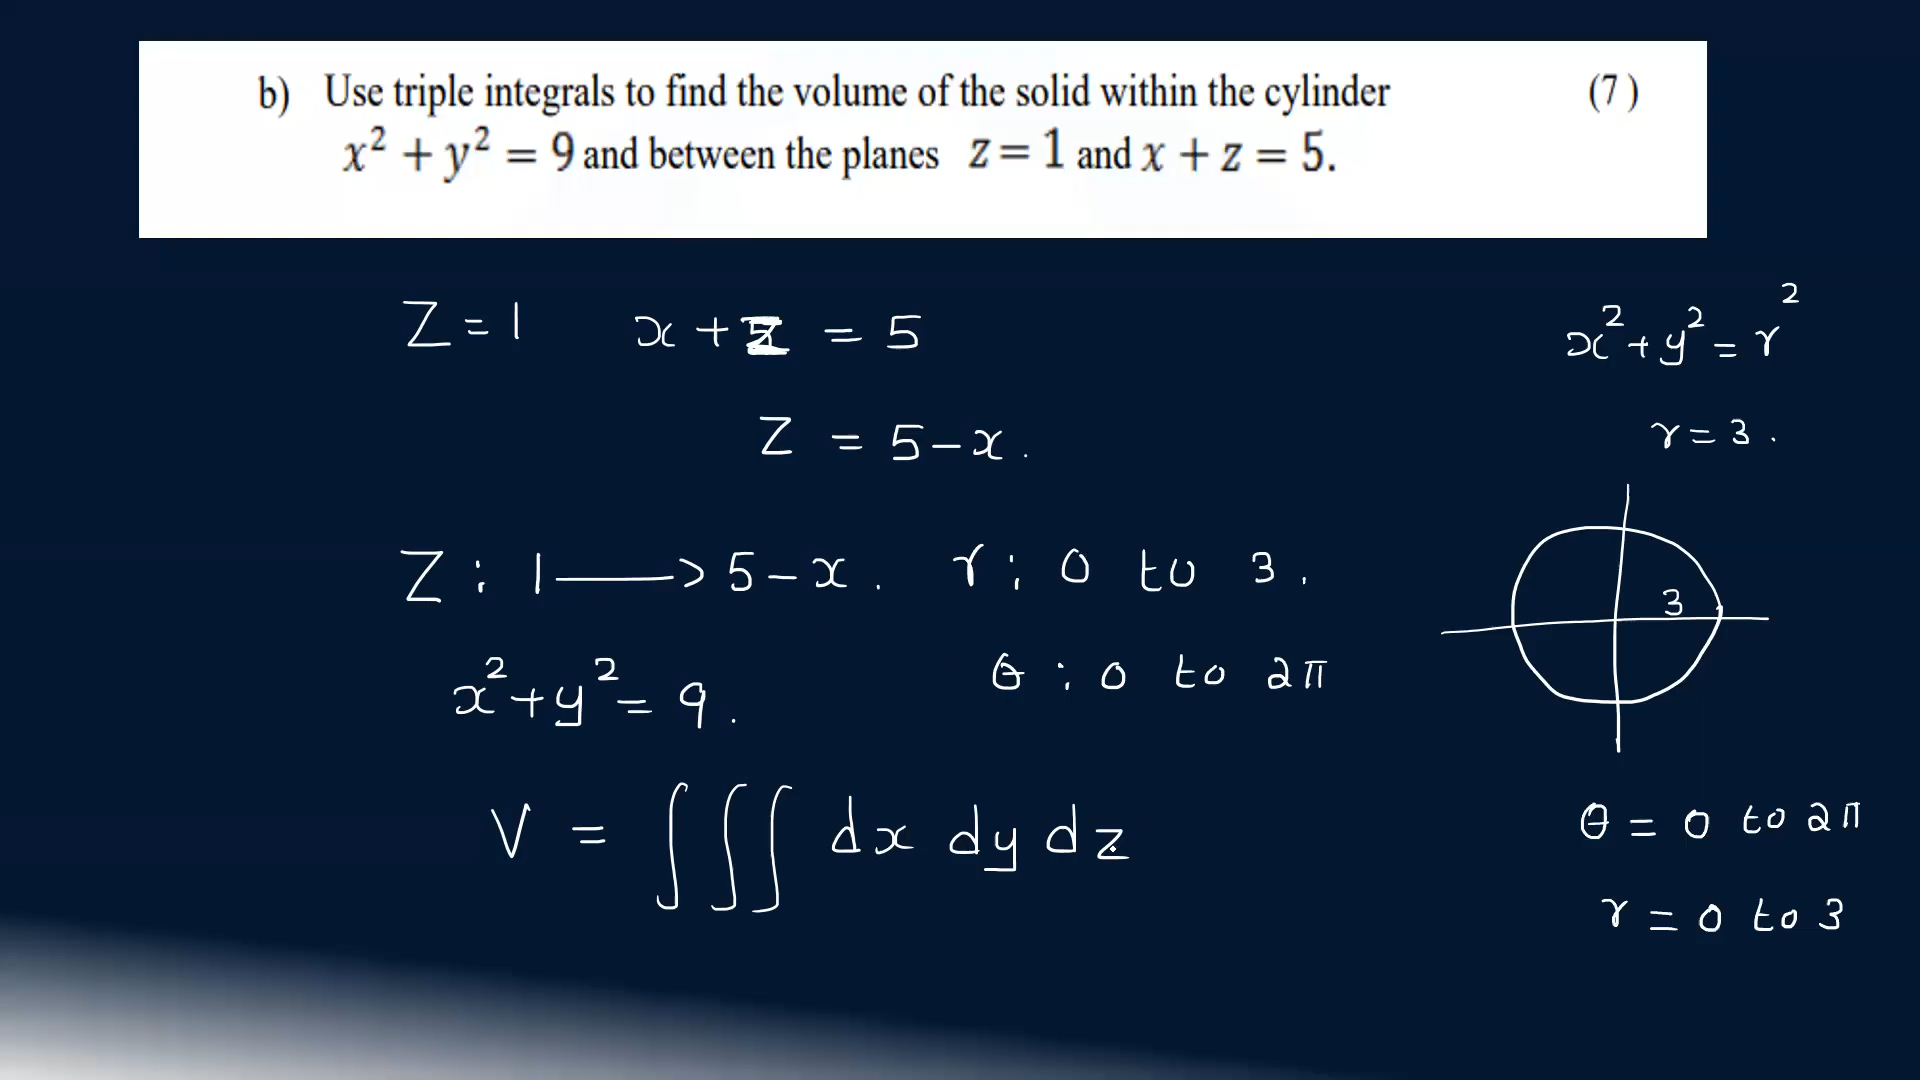 b) Use triple integrals to find the volume of the solid within the cylinder (7 )
x² + y² = 9 and between the planes z = 1 and x + z = 5.
Z = 1 x + z = 5
x² + y² = r²
Z = 5 - x .
r = 3 .
Z : 1 ⟶ 5 - x . r : 0 to 3 .
3
x² + y² = 9 .
θ : 0 to 2π
V = ∫∫∫ dx dy dz
θ = 0 to 2π
r = 0 to 3